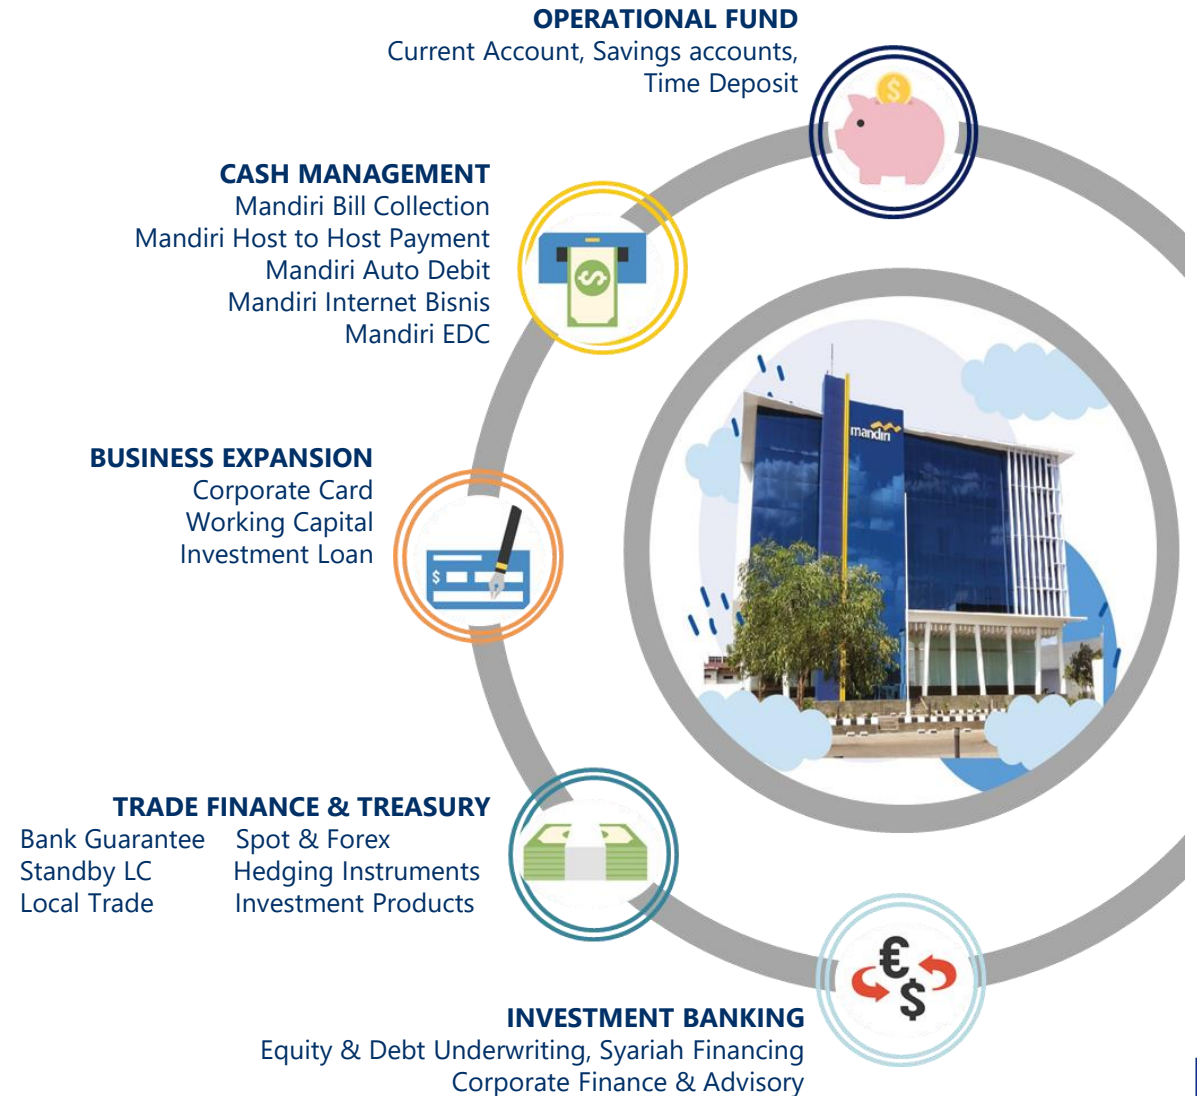 OPERATIONAL FUND
Current Account, Savings accounts,
Time Deposit
CASH MANAGEMENT
Mandiri Bill Collection
Mandiri Host to Host Payment
Mandiri Auto Debit
Mandiri Internet Bisnis
Mandiri EDC
BUSINESS EXPANSION
Corporate Card
Working Capital
Investment Loan
mandiri
TRADE FINANCE & TREASURY
Bank Guarantee Spot & Forex
Standby LC Hedging Instruments
Local Trade Investment Products
INVESTMENT BANKING
Equity & Debt Underwriting, Syariah Financing
Corporate Finance & Advisory